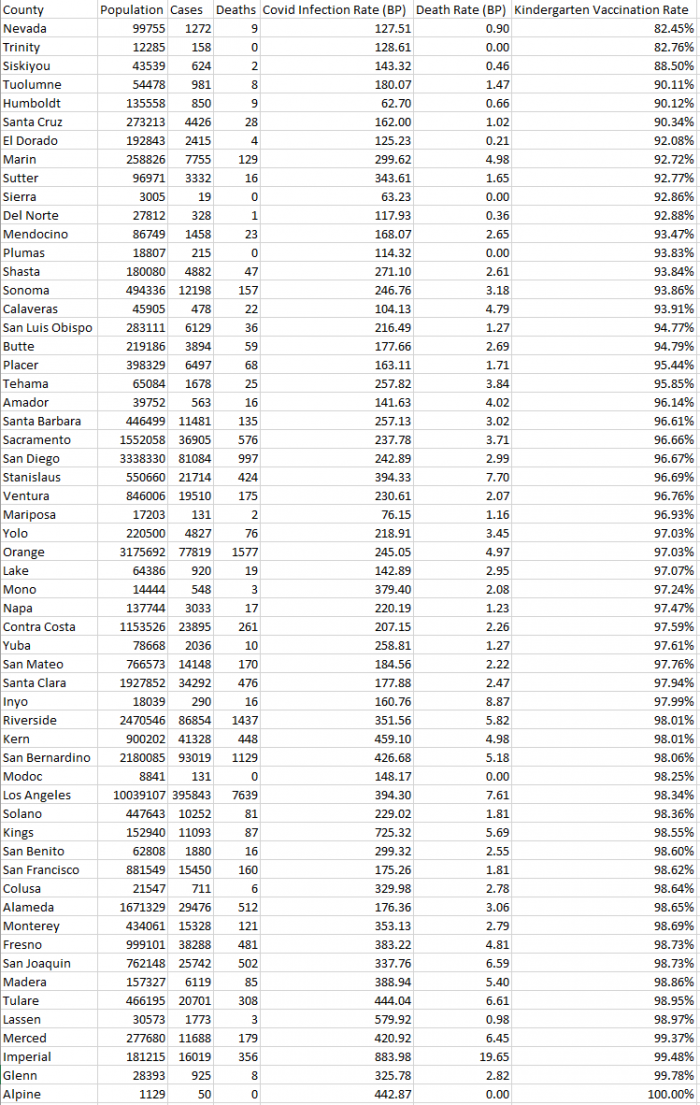 County Population Cases Deaths Covid Infection Rate (BP) Death Rate (BP) Kindergarten Vaccination Rate
Nevada 99755 1272 9 127.51 0.90 82.45%
Trinity 12285 158 0 128.61 0.00 82.76%
Siskiyou 43539 624 2 143.32 0.46 88.50%
Tuolumne 54478 981 8 180.07 1.47 90.11%
Humboldt 135558 850 9 62.70 0.66 90.12%
Santa Cruz 273213 4426 28 162.00 1.02 90.34%
El Dorado 192843 2415 4 125.23 0.21 92.08%
Marin 258826 7755 129 299.62 4.98 92.72%
Sutter 96971 3332 16 343.61 1.65 92.77%
Sierra 3005 19 0 63.23 0.00 92.86%
Del Norte 27812 328 1 117.93 0.36 92.88%
Mendocino 86749 1458 23 168.07 2.65 93.47%
Plumas 18807 215 0 114.32 0.00 93.83%
Shasta 180080 4882 47 271.10 2.61 93.84%
Sonoma 494336 12198 157 246.76 3.18 93.86%
Calaveras 45905 478 22 104.13 4.79 93.91%
San Luis Obispo 283111 6129 36 216.49 1.27 94.77%
Butte 219186 3894 59 177.66 2.69 94.79%
Placer 398329 6497 68 163.11 1.71 95.44%
Tehama 65084 1678 25 257.82 3.84 95.85%
Amador 39752 563 16 141.63 4.02 96.14%
Santa Barbara 446499 11481 135 257.13 3.02 96.61%
Sacramento 1552058 36905 576 237.78 3.71 96.66%
San Diego 3338330 81084 997 242.89 2.99 96.67%
Stanislaus 550660 21714 424 394.33 7.70 96.69%
Ventura 846006 19510 175 230.61 2.07 96.76%
Mariposa 17203 131 2 76.15 1.16 96.93%
Yolo 220500 4827 76 218.91 3.45 97.03%
Orange 3175692 77819 1577 245.05 4.97 97.03%
Lake 64386 920 19 142.89 2.95 97.07%
Mono 14444 548 3 379.40 2.08 97.24%
Napa 137744 3033 17 220.19 1.23 97.47%
Contra Costa 1153526 23895 261 207.15 2.26 97.59%
Yuba 78668 2036 10 258.81 1.27 97.61%
San Mateo 766573 14148 170 184.56 2.22 97.76%
Santa Clara 1927852 34292 476 177.88 2.47 97.94%
Inyo 18039 290 16 160.76 8.87 97.99%
Riverside 2470546 86854 1437 351.56 5.82 98.01%
Kern 900202 41328 448 459.10 4.98 98.01%
San Bernardino 2180085 93019 1129 426.68 5.18 98.06%
Modoc 8841 131 0 148.17 0.00 98.25%
Los Angeles 10039107 395843 7639 394.30 7.61 98.34%
Solano 447643 10252 81 229.02 1.81 98.36%
Kings 152940 11093 87 725.32 5.69 98.55%
San Benito 62808 1880 16 299.32 2.55 98.60%
San Francisco 881549 15450 160 175.26 1.81 98.62%
Colusa 21547 711 6 329.98 2.78 98.64%
Alameda 1671329 29476 512 176.36 3.06 98.65%
Monterey 434061 15328 121 353.13 2.79 98.69%
Fresno 999101 38288 481 383.22 4.81 98.73%
San Joaquin 762148 25742 502 337.76 6.59 98.73%
Madera 157327 6119 85 388.94 5.40 98.86%
Tulare 466195 20701 308 444.04 6.61 98.95%
Lassen 30573 1773 3 579.92 0.98 98.97%
Merced 277680 11688 179 420.92 6.45 99.37%
Imperial 181215 16019 356 883.98 19.65 99.48%
Glenn 28393 925 8 325.78 2.82 99.78%
Alpine 1129 50 0 442.87 0.00 100.00%